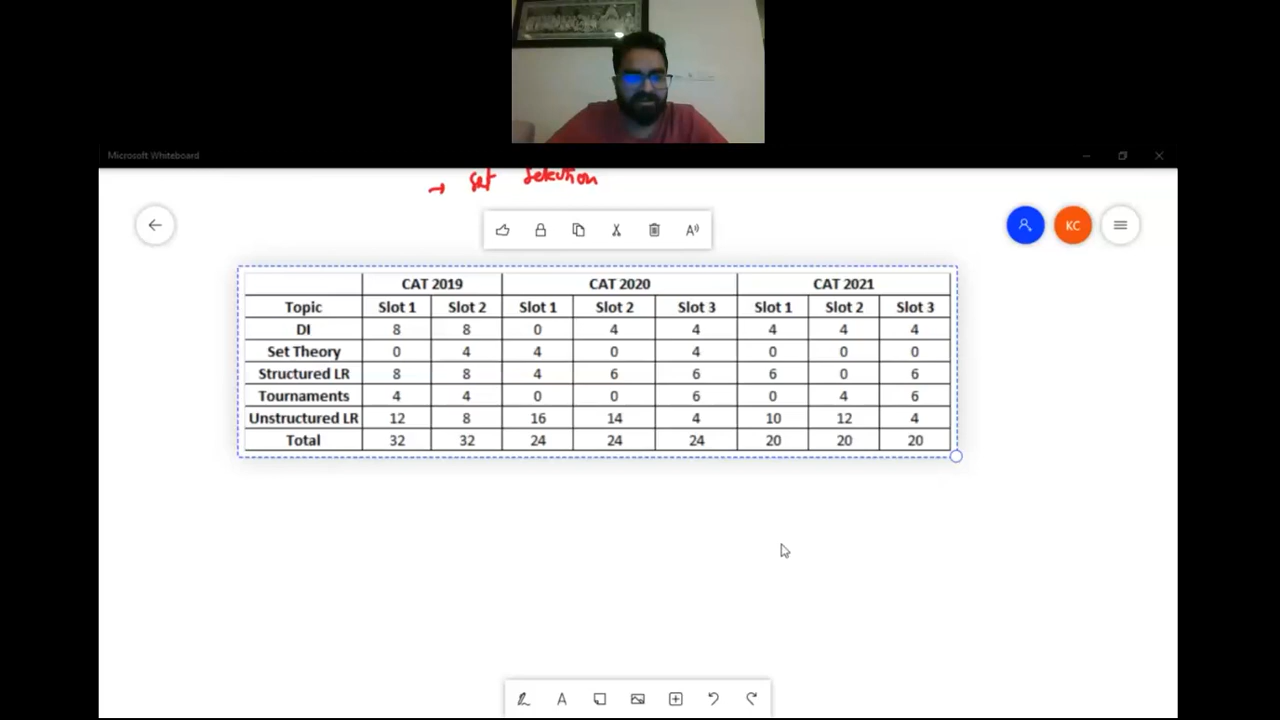 Microsoft Whiteboard
→ Set Selection
KC
CAT 2019 CAT 2020 CAT 2021
Topic Slot 1 Slot 2 Slot 1 Slot 2 Slot 3 Slot 1 Slot 2 Slot 3
DI 8 8 0 4 4 4 4 4
Set Theory 0 4 4 0 4 0 0 0
Structured LR 8 8 4 6 6 6 0 6
Tournaments 4 4 0 0 6 0 4 6
Unstructured LR 12 8 16 14 4 10 12 4
Total 32 32 24 24 24 20 20 20